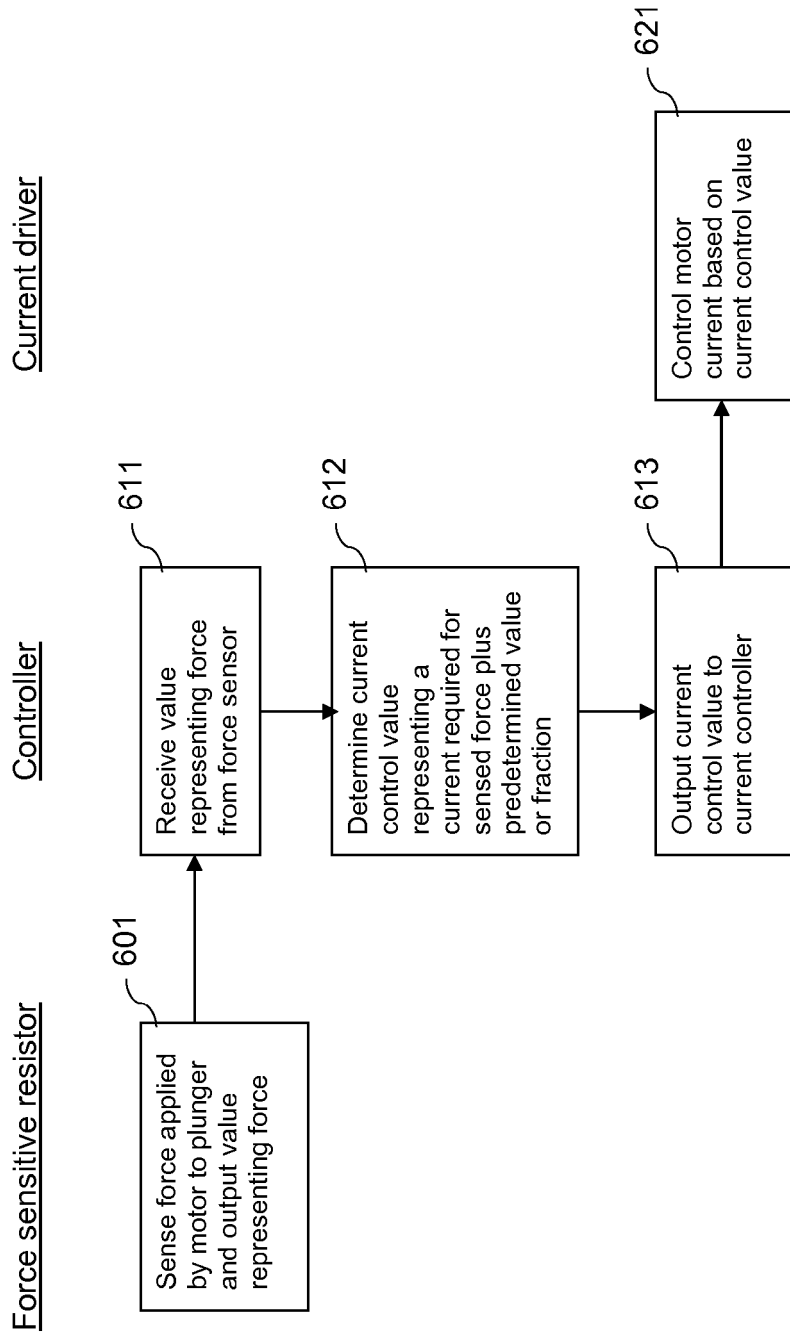 Force sensitive resistor
Controller
Current driver
601
Sense force applied
by motor to plunger
and output value
representing force
611
Receive value
representing force
from force sensor
612
Determine current
control value
representing a
current required for
sensed force plus
predetermined value
or fraction
613
Output current
control value to
current controller
621
Control motor
current based on
current control value